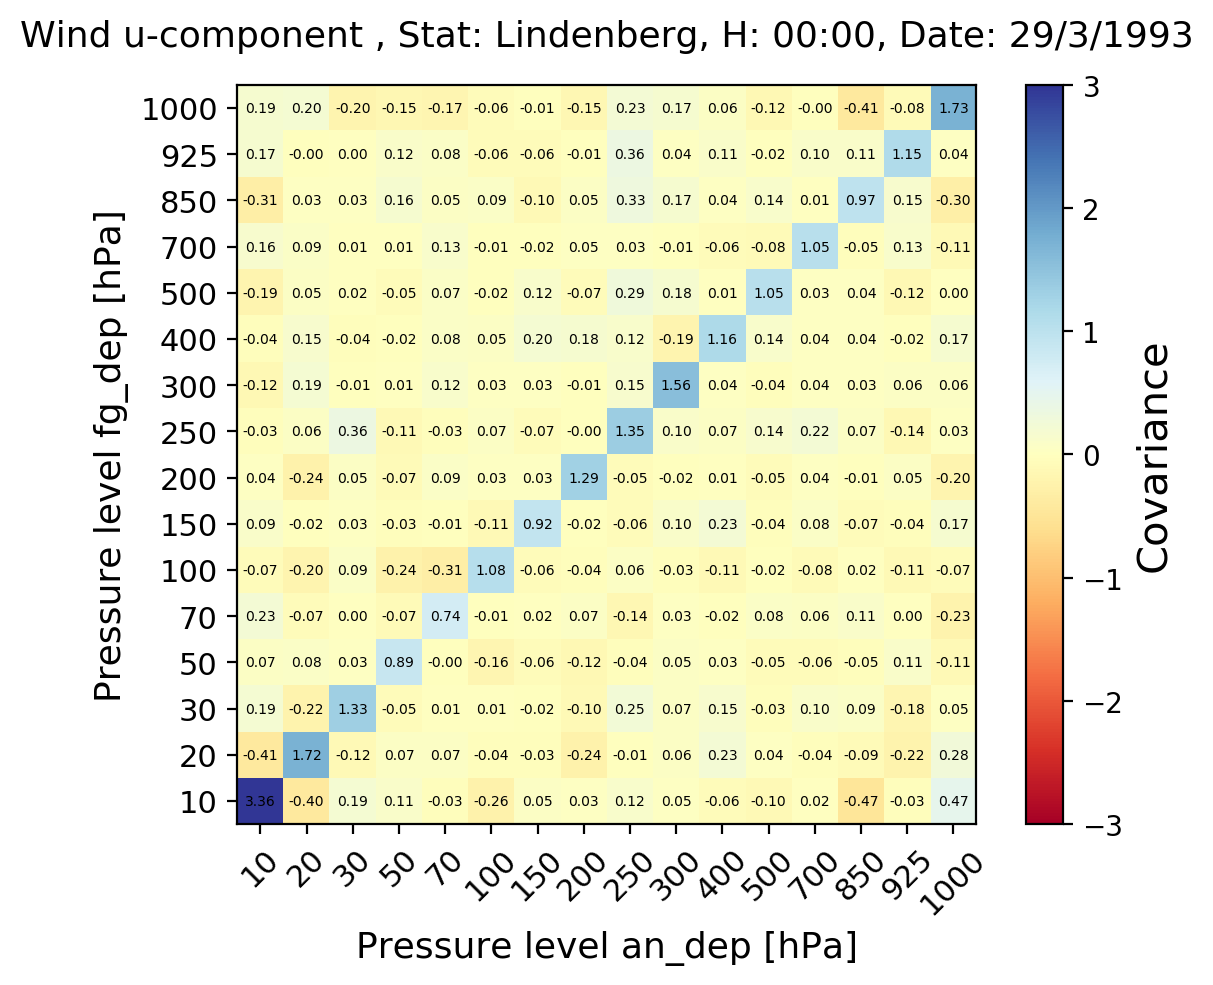 Wind u-component , Stat: Lindenberg, H: 00:00, Date: 29/3/1993
1000 0.19 0.20 -0.20 -0.15 -0.17 -0.06 -0.01 -0.15 0.23 0.17 0.06 -0.12 -0.00 -0.41 -0.08 1.73
925 0.17 -0.00 0.00 0.12 0.08 -0.06 -0.06 -0.01 0.36 0.04 0.11 -0.02 0.10 0.11 1.15 0.04
850 -0.31 0.03 0.03 0.16 0.05 0.09 -0.10 0.05 0.33 0.17 0.04 0.14 0.01 0.97 0.15 -0.30
700 0.16 0.09 0.01 0.01 0.13 -0.01 -0.02 0.05 0.03 -0.01 -0.06 -0.08 1.05 -0.05 0.13 -0.11
500 -0.19 0.05 0.02 -0.05 0.07 -0.02 0.12 -0.07 0.29 0.18 0.01 1.05 0.03 0.04 -0.12 0.00
400 -0.04 0.15 -0.04 -0.02 0.08 0.05 0.20 0.18 0.12 -0.19 1.16 0.14 0.04 0.04 -0.02 0.17
300 -0.12 0.19 -0.01 0.01 0.12 0.03 0.03 -0.01 0.15 1.56 0.04 -0.04 0.04 0.03 0.06 0.06
250 -0.03 0.06 0.36 -0.11 -0.03 0.07 -0.07 -0.00 1.35 0.10 0.07 0.14 0.22 0.07 -0.14 0.03
200 0.04 -0.24 0.05 -0.07 0.09 0.03 0.03 1.29 -0.05 -0.02 0.01 -0.05 0.04 -0.01 0.05 -0.20
150 0.09 -0.02 0.03 -0.03 -0.01 -0.11 0.92 -0.02 -0.06 0.10 0.23 -0.04 0.08 -0.07 -0.04 0.17
100 -0.07 -0.20 0.09 -0.24 -0.31 1.08 -0.06 -0.04 0.06 -0.03 -0.11 -0.02 -0.08 0.02 -0.11 -0.07
70 0.23 -0.07 0.00 -0.07 0.74 -0.01 0.02 0.07 -0.14 0.03 -0.02 0.08 0.06 0.11 0.00 -0.23
50 0.07 0.08 0.03 0.89 -0.00 -0.16 -0.06 -0.12 -0.04 0.05 0.03 -0.05 -0.06 -0.05 0.11 -0.11
30 0.19 -0.22 1.33 -0.05 0.01 0.01 -0.02 -0.10 0.25 0.07 0.15 -0.03 0.10 0.09 -0.18 0.05
20 -0.41 1.72 -0.12 0.07 0.07 -0.04 -0.03 -0.24 -0.01 0.06 0.23 0.04 -0.04 -0.09 -0.22 0.28
10 3.36 -0.40 0.19 0.11 -0.03 -0.26 0.05 0.03 0.12 0.05 -0.06 -0.10 0.02 -0.47 -0.03 0.47
10 20 30 50 70 100 150 200 250 300 400 500 700 850 925 1000
Pressure level an_dep [hPa]
Pressure level fg_dep [hPa]
3
2
1
0
−1
−2
−3
Covariance